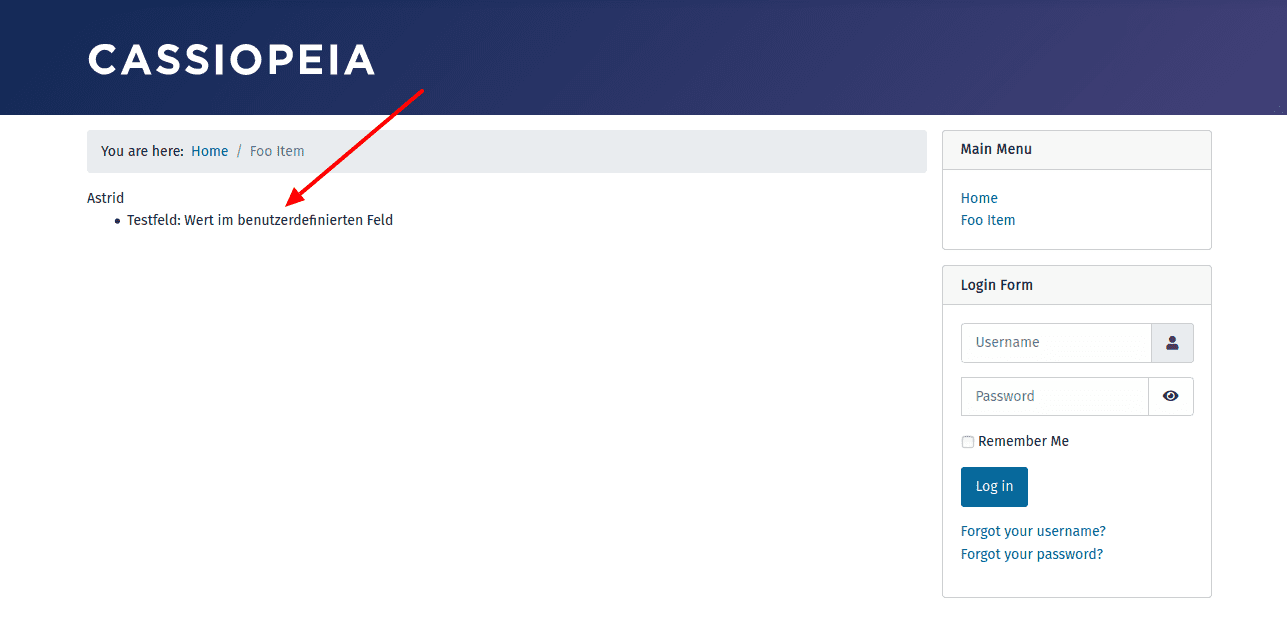 CASSIOPEIA
You are here: Home / Foo Item
Astrid
Testfeld: Wert im benutzerdefinierten Feld
Main Menu
Home
Foo Item
Login Form
Username
Password
Remember Me
Log in
Forgot your username?
Forgot your password?